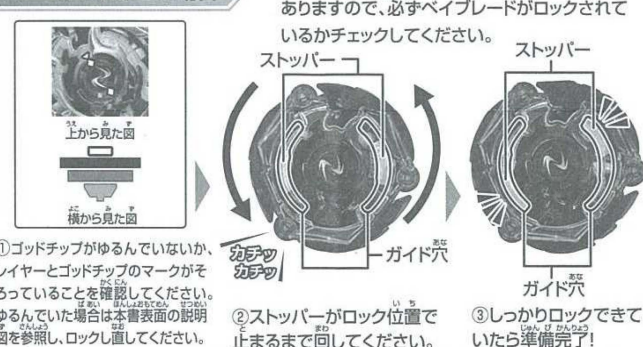 ありますので、必ずベイブレードがロックされて
いるかチェックしてください。
上から見た図
横から見た図
①ゴッドチップがゆるんでいないか、
レイヤーとゴッドチップのマークがそ
ろっていることを確認してください。
ゆるんでいた場合は本書表面の説明
図を参照し、ロックし直してください。
ストッパー
カチッ
カチッ
ガイド穴
②ストッパーがロック位置で
止まるまで回してください。
ストッパー
ガイド穴
③しっかりロックできて
いたら準備完了!